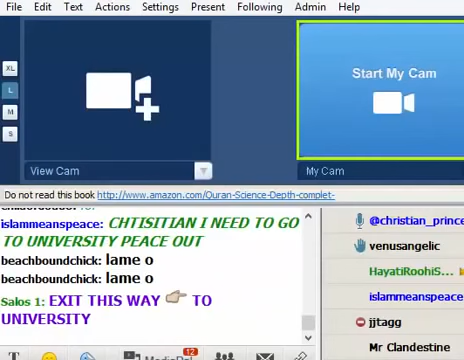 File Edit Text Actions Settings Present Following Admin Help
XL
L
M
S
Start My Cam
View Cam
My Cam
Do not read this book http://www.amazon.com/Quran-Science-Depth-complet-
islammeanspeace: CHTISITIAN I NEED TO GO
TO UNIVERSITY PEACE OUT
beachboundchick: lame o
beachboundchick: lame o
Salos 1: EXIT THIS WAY TO
UNIVERSITY
@christian_prince
venusangelic
HayatiRoohiS...
islammeanspeace
jjtagg
Mr Clandestine
T
12